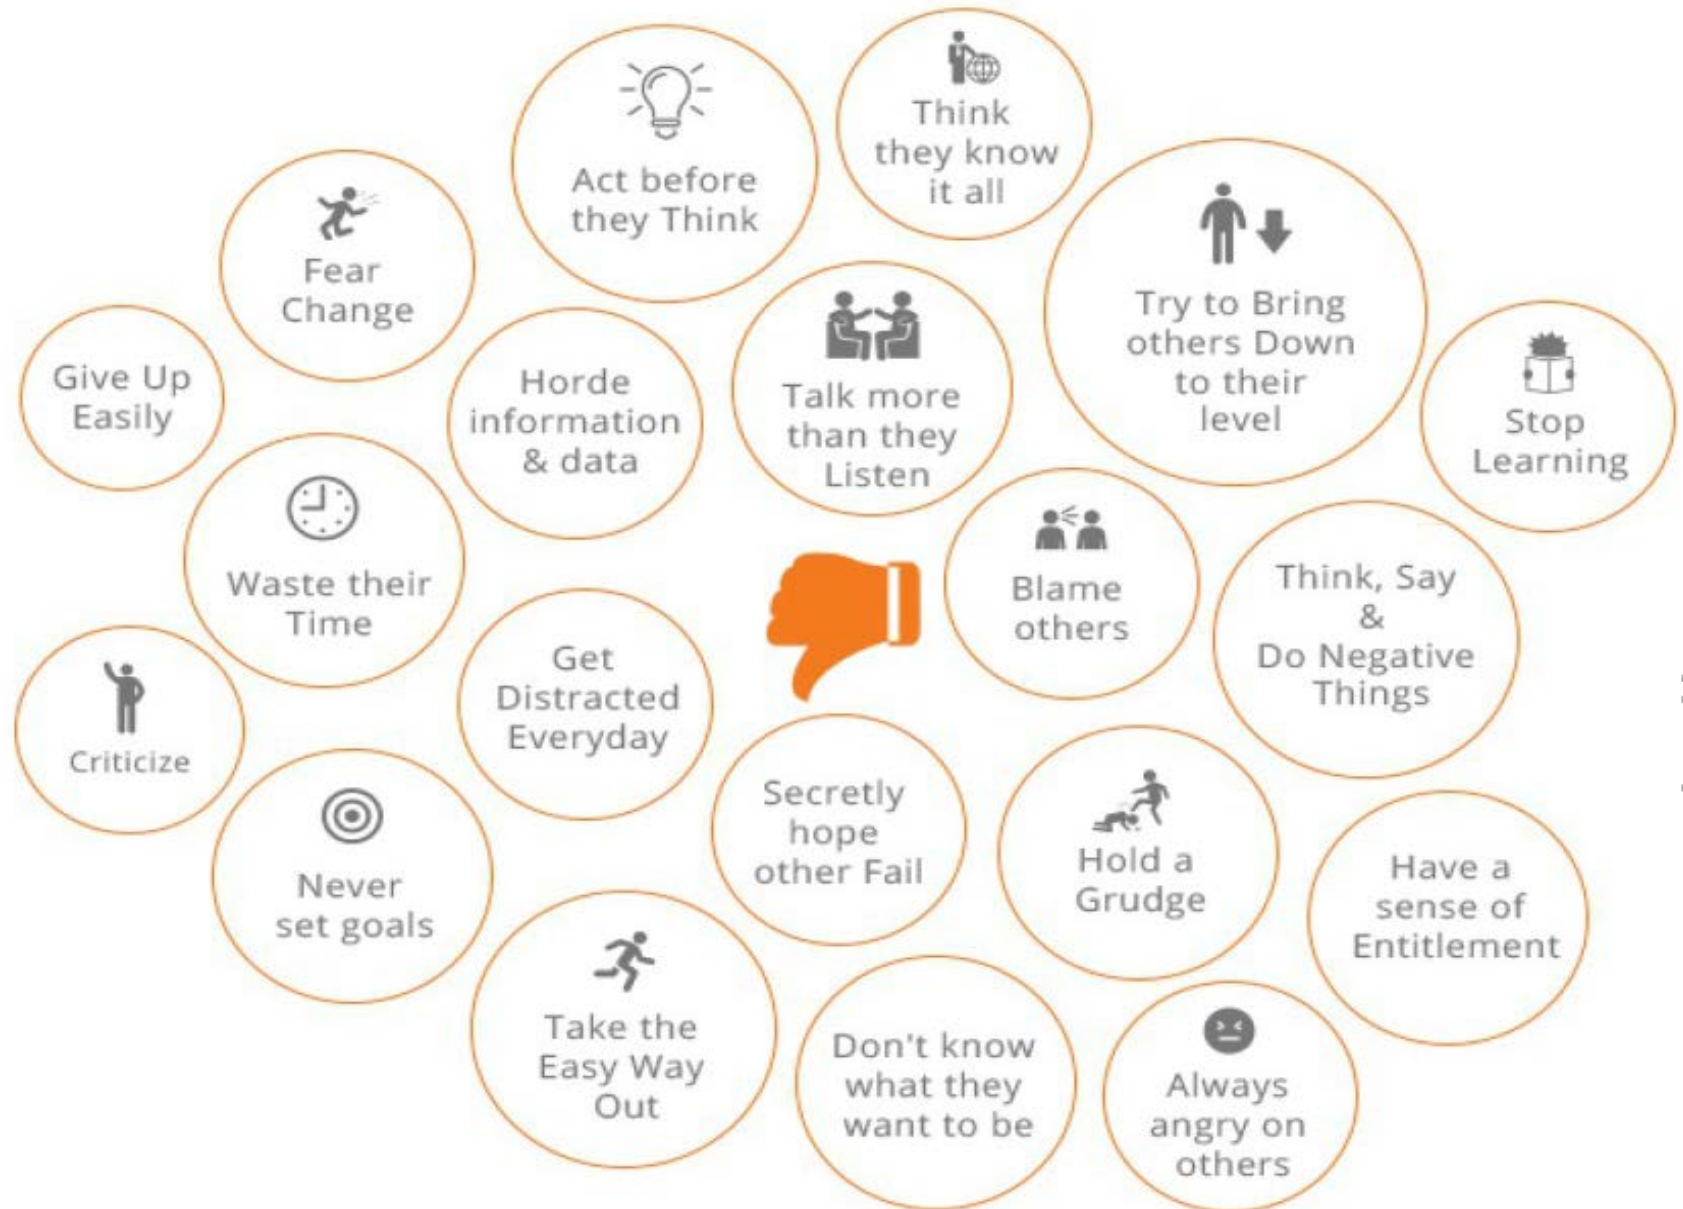 Think
they know
it all
Act before
they Think
Fear
Change
Try to Bring
others Down
to their
level
Give Up
Easily
Horde
information
& data
Talk more
than they
Listen
Stop
Learning
Waste their
Time
Blame
others
Think, Say
&
Do Negative
Things
Get
Distracted
Everyday
Criticize
Secretly
hope
other Fail
Hold a
Grudge
Never
set goals
Have a
sense of
Entitlement
Take the
Easy Way
Out
Don't know
what they
want to be
Always
angry on
others